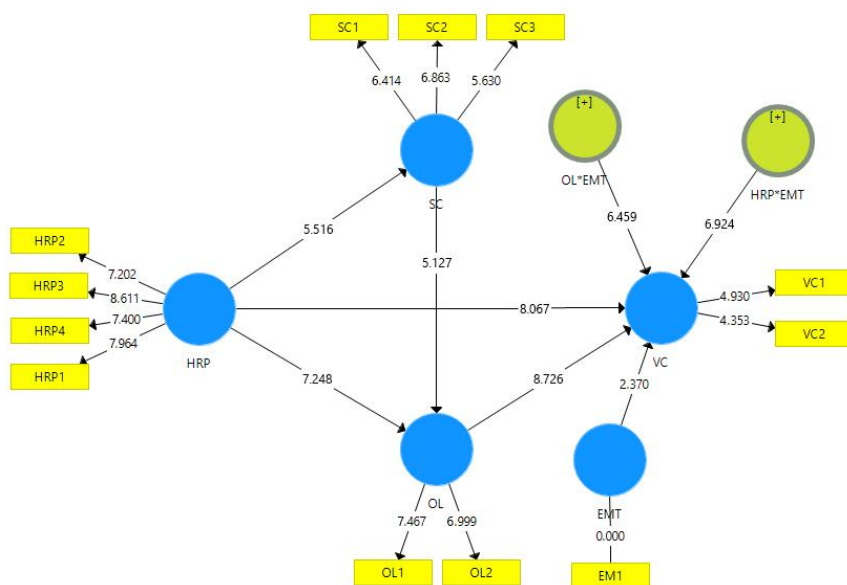 SC1
SC2
SC3
6.414
6.863
5.630
SC
[+]
OL*EMT
[+]
HRP*EMT
5.516
5.127
6.459
6.924
HRP2
HRP3
HRP4
HRP1
7.202
8.611
7.400
7.964
HRP
8.067
VC
4.930
4.353
VC1
VC2
7.248
8.726
2.370
OL
EMT
7.467
6.999
0.000
OL1
OL2
EM1